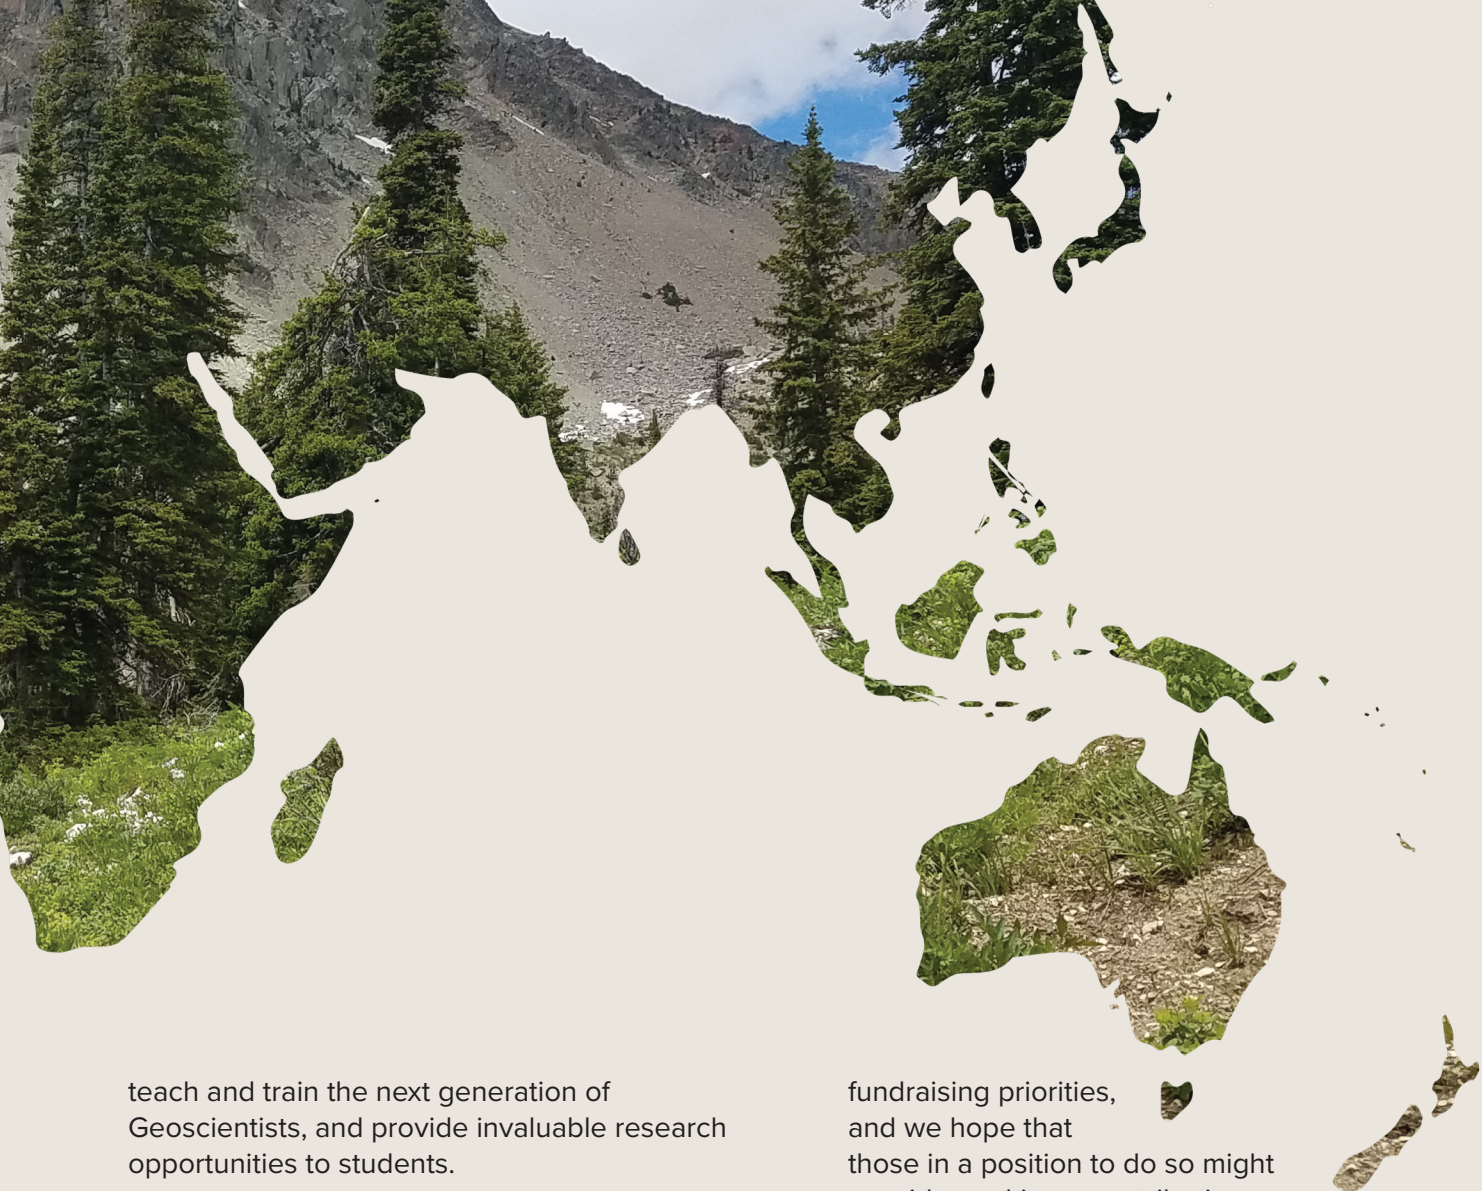 teach and train the next generation of
Geoscientists, and provide invaluable research
opportunities to students.
fundraising priorities,
and we hope that
those in a position to do so might